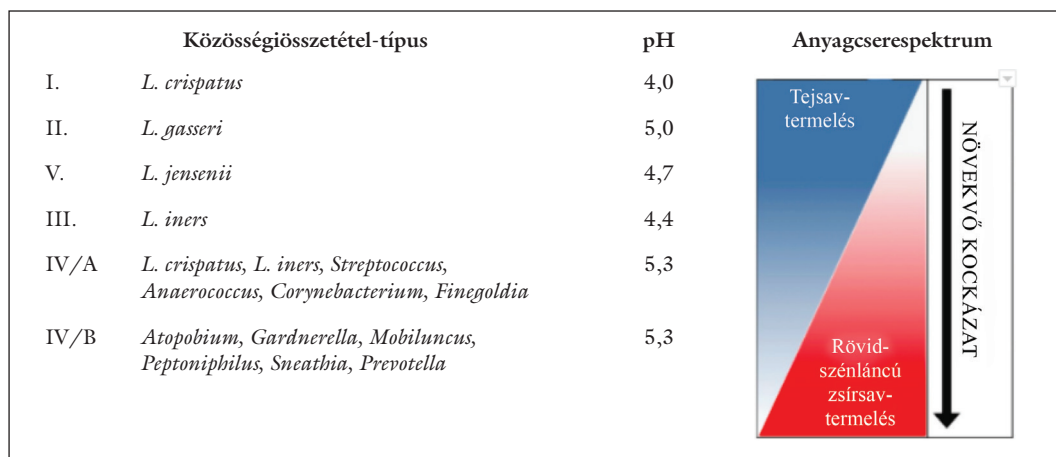 Közösségiösszetétel-típus pH Anyagcserespektrum
I. L. crispatus 4,0
II. L. gasseri 5,0
V. L. jensenii 4,7
III. L. iners 4,4
IV/A L. crispatus, L. iners, Streptococcus, 5,3
Anaerococcus, Corynebacterium, Finegoldia
IV/B Atopobium, Gardnerella, Mobiluncus, 5,3
Peptoniphilus, Sneathia, Prevotella
Tejsav-
termelés
Rövid-
szénláncú
zsírsav-
termelés
NÖVEKVŐ KOCKÁZAT